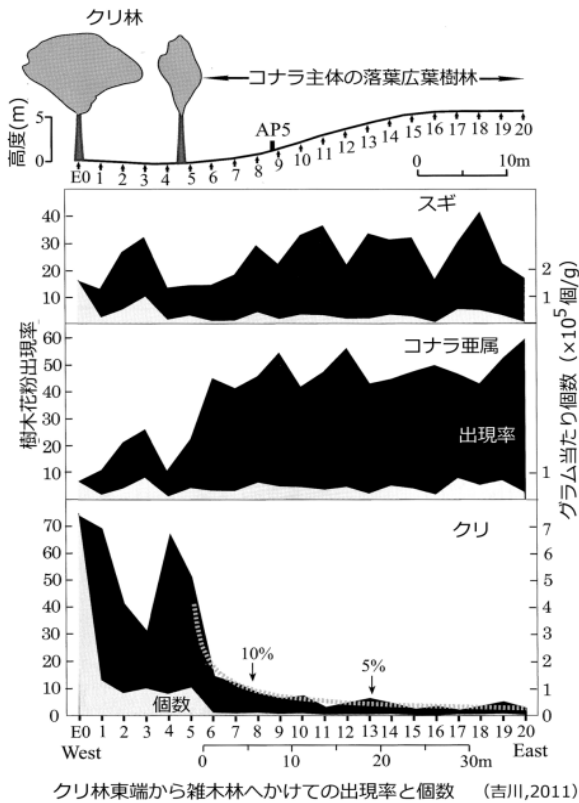 クリ林
コナラ主体の落葉広葉樹林
高度(m)
5
0
AP5
E0 1 2 3 4 5 6 7 8 9 10 11 12 13 14 15 16 17 18 19 20
0 10m
スギ
40
30
20
10
2
1
コナラ亜属
60
50
40
30
20
10
出現率
1
樹木花粉出現率
グラム当たり個数(×10⁵個/g)
クリ
70
60
50
40
30
20
10
0
7
6
5
4
3
2
1
0
10%
5%
個数
E0 1 2 3 4 5 6 7 8 9 10 11 12 13 14 15 16 17 18 19 20
West
East
0 10 20 30m
クリ林東端から雑木林へかけての出現率と個数 (吉川,2011)